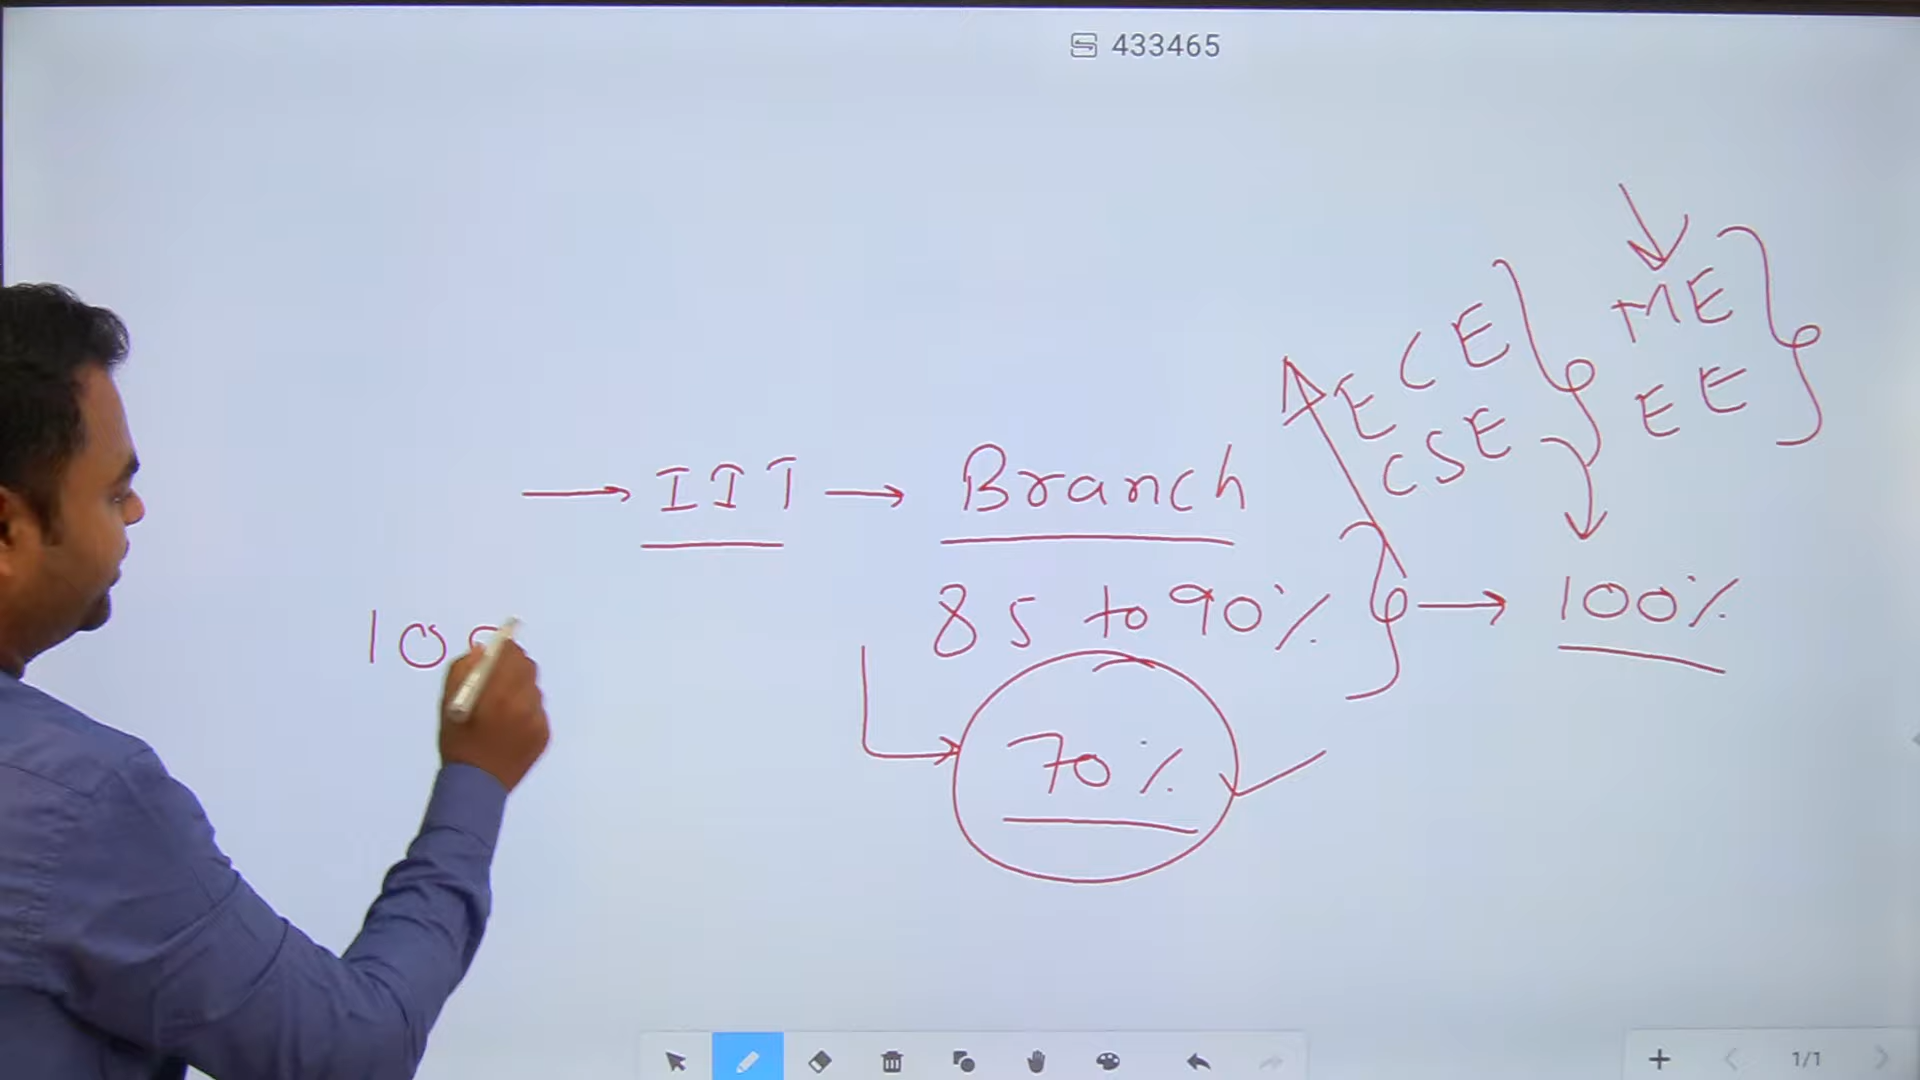 433465
ME
ECE
EE
CSE
→ IIT → Branch
85 to 90% → 100%
10
70%
1/1